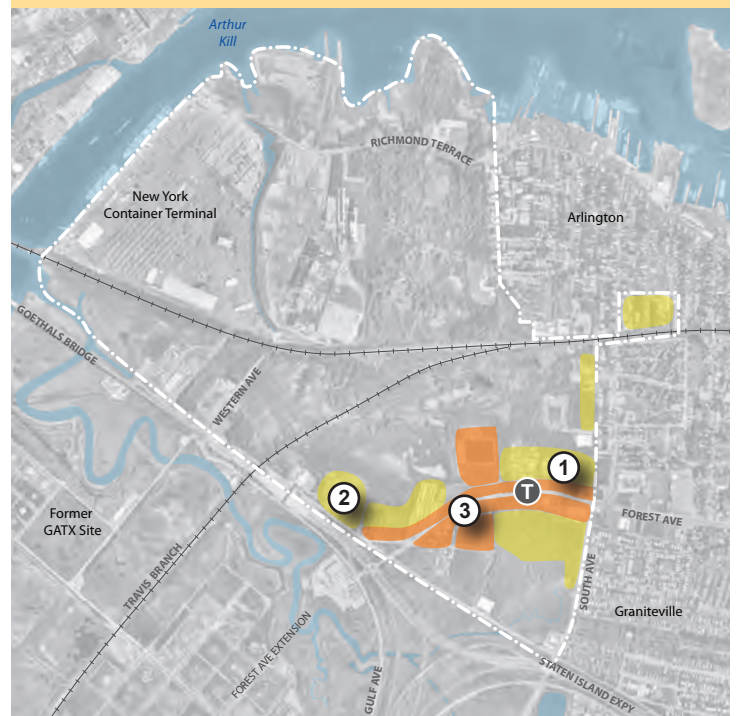 Arthur
Kill
RICHMOND TERRACE
New York
Container Terminal
Arlington
GOETHALS BRIDGE
WESTERN AVE
1
2
T
3
Former
GATX Site
FOREST AVE
TRAVIS BRANCH
SOUTH AVE
Graniteville
FOREST AVE EXTENSION
GULF AVE
STATEN ISLAND EXPY